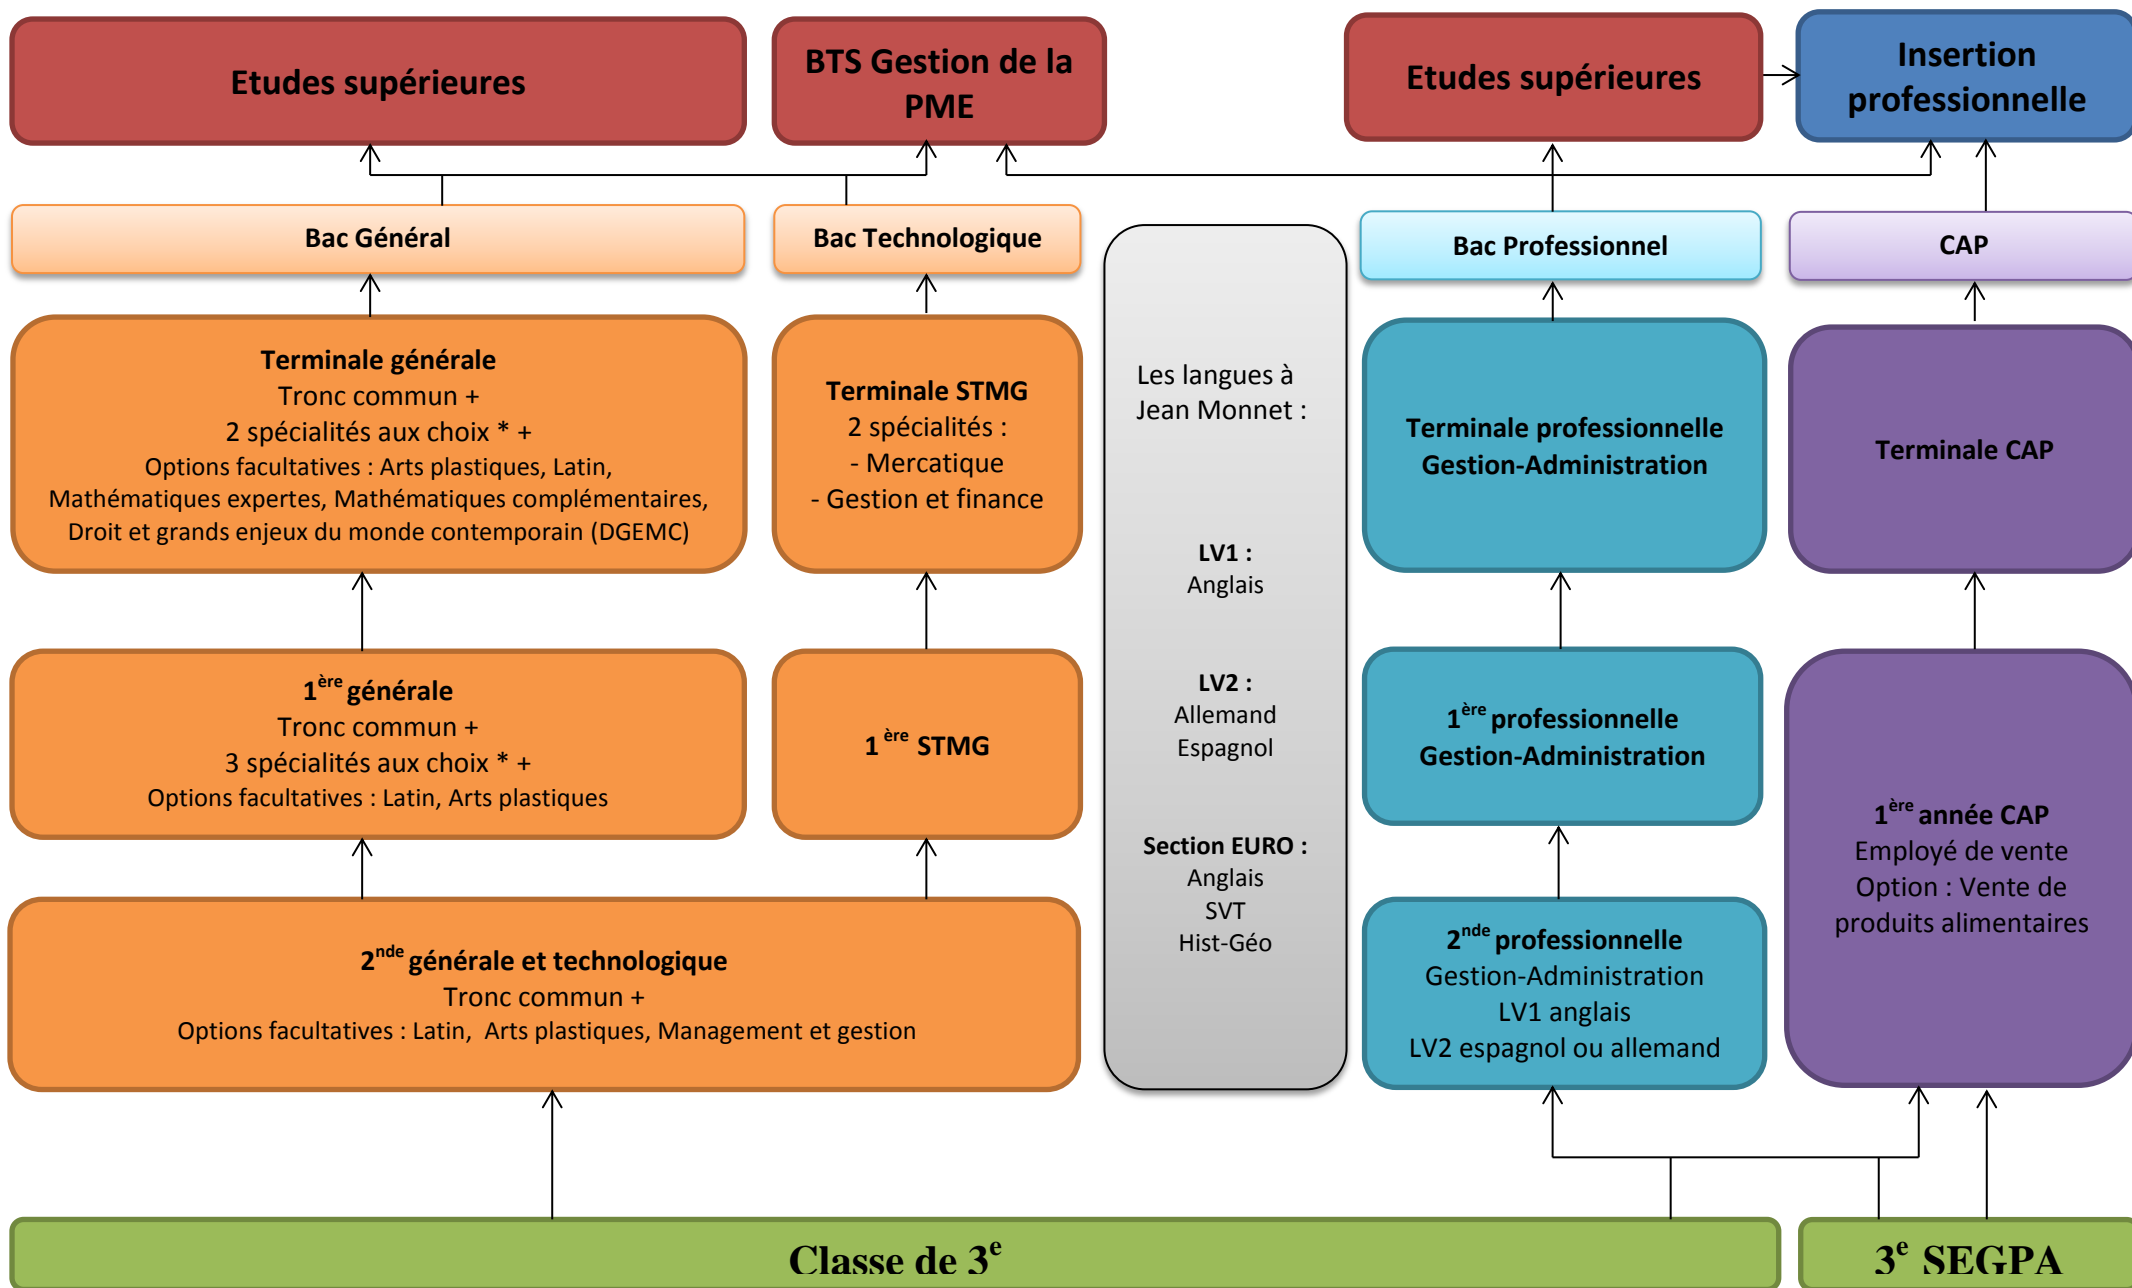 Etudes supérieures
BTS Gestion de la
PME
Etudes supérieures
Insertion
professionnelle
Bac Général
Bac Technologique
Bac Professionnel
CAP
Terminale générale
Tronc commun +
2 spécialités aux choix * +
Options facultatives : Arts plastiques, Latin,
Mathématiques expertes, Mathématiques complémentaires,
Droit et grands enjeux du monde contemporain (DGEMC)
Terminale STMG
2 spécialités :
- Mercatique
- Gestion et finance
Les langues à
Jean Monnet :
LV1 :
Anglais
LV2 :
Allemand
Espagnol
Section EURO :
Anglais
SVT
Hist-Géo
Terminale professionnelle
Gestion-Administration
Terminale CAP
1ère générale
Tronc commun +
3 spécialités aux choix * +
Options facultatives : Latin, Arts plastiques
1 ère STMG
1ère professionnelle
Gestion-Administration
1ère année CAP
Employé de vente
Option : Vente de
produits alimentaires
2nde générale et technologique
Tronc commun +
Options facultatives : Latin, Arts plastiques, Management et gestion
2nde professionnelle
Gestion-Administration
LV1 anglais
LV2 espagnol ou allemand
Classe de 3e
3e SEGPA